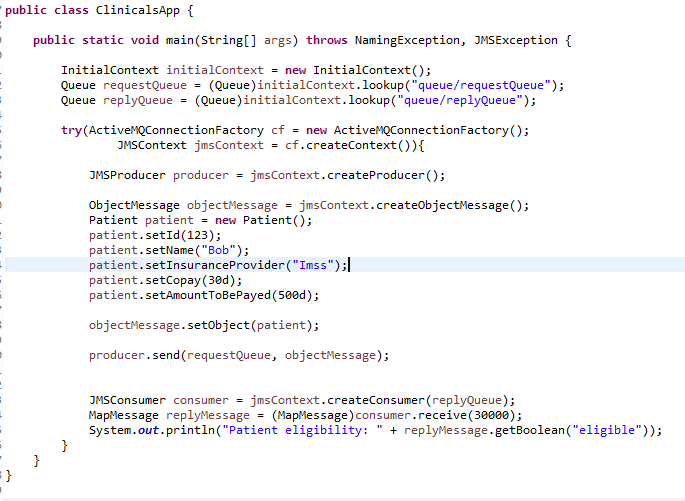 public class ClinicalsApp {
public static void main(String[] args) throws NamingException, JMSException {
InitialContext initialContext = new InitialContext();
Queue requestQueue = (Queue)initialContext.lookup("queue/requestQueue");
Queue replyQueue = (Queue)initialContext.lookup("queue/replyQueue");
try(ActiveMQConnectionFactory cf = new ActiveMQConnectionFactory();
JMSContext jmsContext = cf.createContext()){
JMSProducer producer = jmsContext.createProducer();
ObjectMessage objectMessage = jmsContext.createObjectMessage();
Patient patient = new Patient();
patient.setId(123);
patient.setName("Bob");
patient.setInsuranceProvider("Imss");
patient.setCopay(30d);
patient.setAmountToBePayed(500d);
objectMessage.setObject(patient);
producer.send(requestQueue, objectMessage);
JMSConsumer consumer = jmsContext.createConsumer(replyQueue);
MapMessage replyMessage = (MapMessage)consumer.receive(30000);
System.out.println("Patient eligibility: " + replyMessage.getBoolean("eligible"));
}
}
}